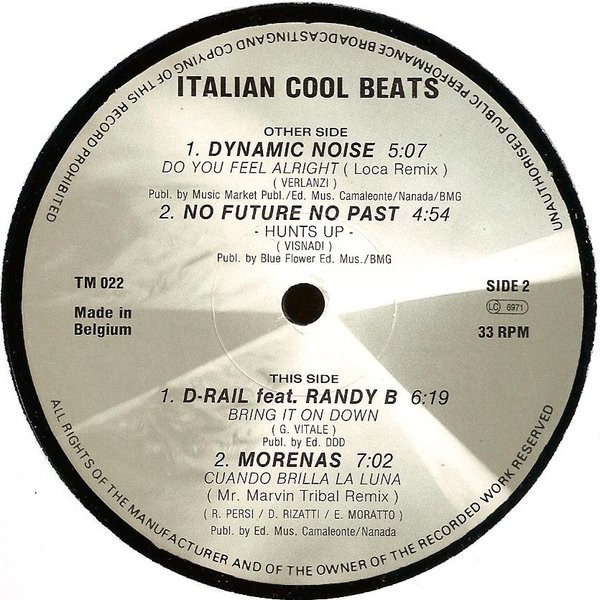 UNAUTHORISED PUBLIC PERFORMANCE BROADCASTING AND COPYING OF THIS RECORD PROHIBITED
ITALIAN COOL BEATS
OTHER SIDE
1. DYNAMIC NOISE 5:07
DO YOU FEEL ALRIGHT ( Loca Remix )
( VERLANZI )
Publ. by Music Market Publ./Ed. Mus. Camaleonte/Nanada/BMG
2. NO FUTURE NO PAST 4:54
- HUNTS UP -
( VISNADI )
Publ. by Blue Flower Ed. Mus./BMG
TM 022
SIDE 2
LC 6971
Made in
Belgium
33 RPM
THIS SIDE
1. D-RAIL feat. RANDY B 6:19
BRING IT ON DOWN
( G. VITALE )
Publ. by Ed. DDD
2. MORENAS 7:02
CUANDO BRILLA LA LUNA
( Mr. Marvin Tribal Remix )
( R. PERSI / D. RIZATTI / E. MORATTO )
Publ. by Ed. Mus. Camaleonte/Nanada
ALL RIGHTS OF THE MANUFACTURER AND OF THE OWNER OF THE RECORDED WORK RESERVED